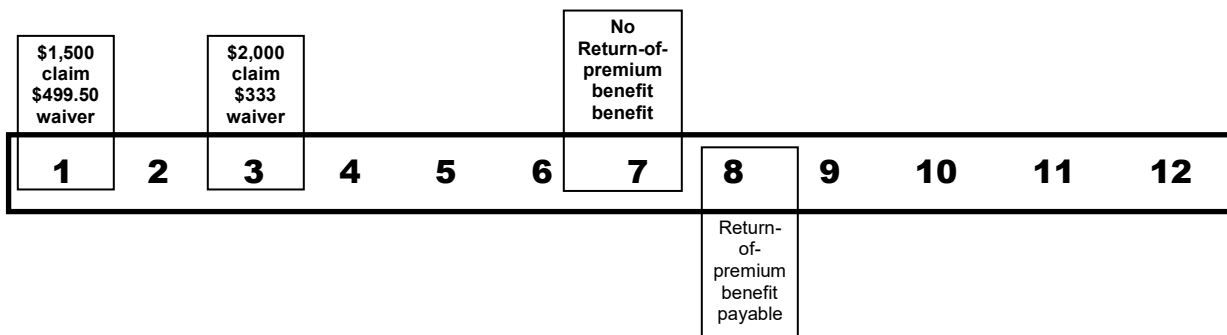 $1,500
claim
$499.50
waiver
$2,000
claim
$333
waiver
No
Return-of-
premium
benefit
benefit
1 2 3 4 5 6 7 8 9 10 11 12
Return-
of-
premium
benefit
payable